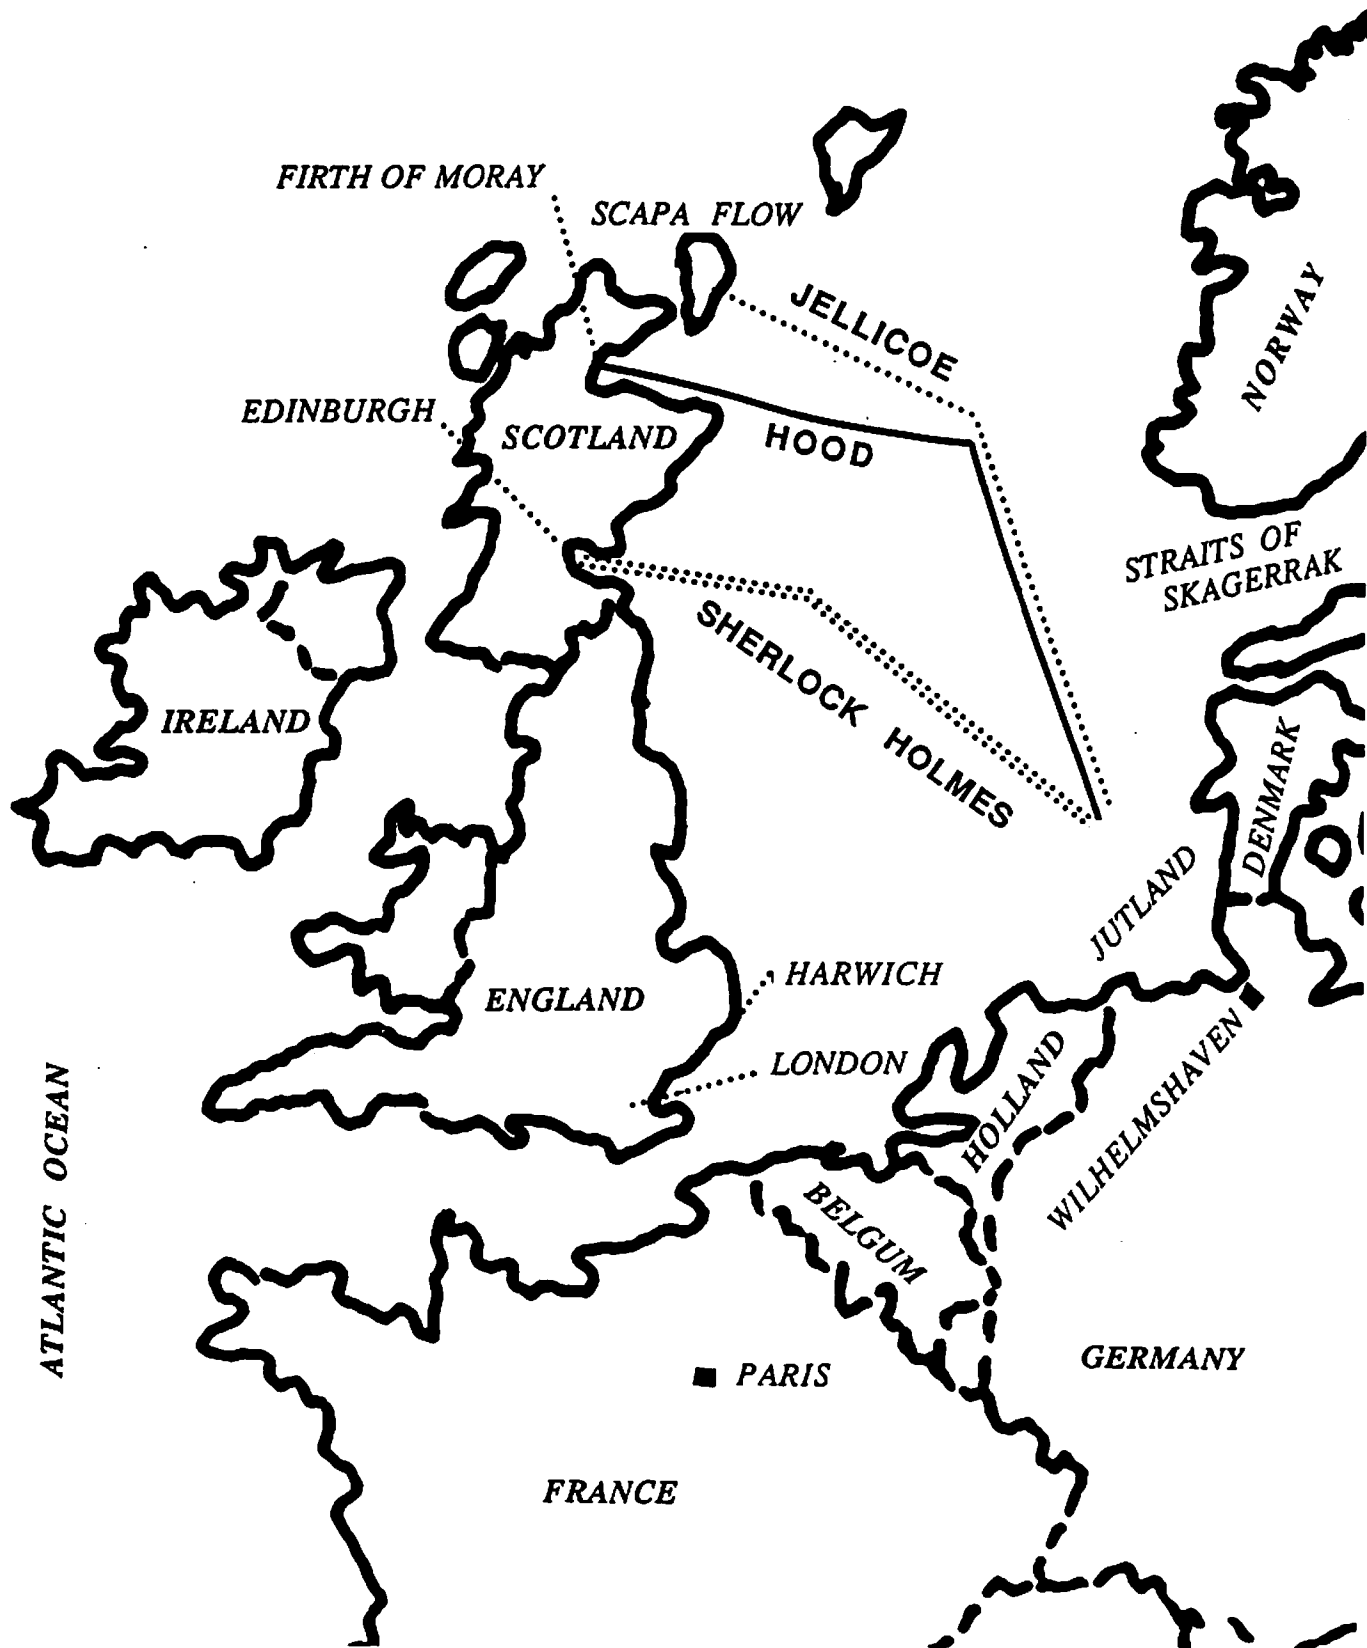 FIRTH OF MORAY
SCAPA FLOW
JELLICOE
NORWAY
EDINBURGH
SCOTLAND
HOOD
STRAITS OF
SKAGERRAK
SHERLOCK HOLMES
IRELAND
DENMARK
JUTLAND
HARWICH
ENGLAND
LONDON
HOLLAND
WILHELMSHAVEN
ATLANTIC OCEAN
BELGUM
GERMANY
PARIS
FRANCE